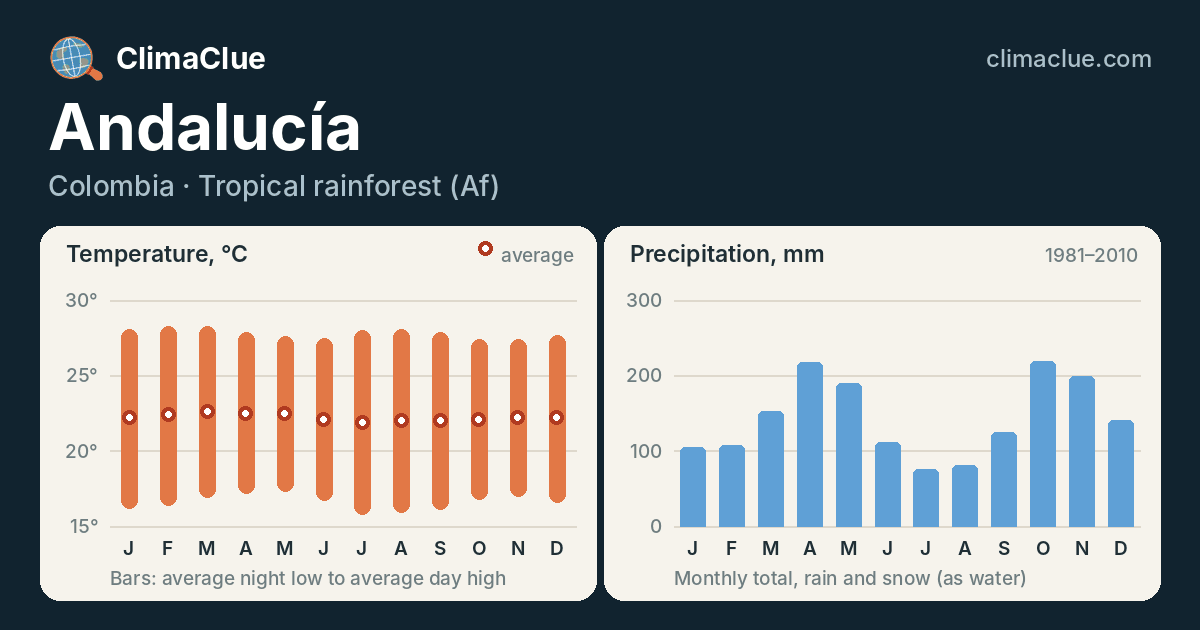 ClimaClue
climaclue.com
Andalucía
Colombia · Tropical rainforest (Af)
Temperature, °C
average
30°
25°
20°
15°
J F M A M J J A S O N D
Bars: average night low to average day high
Precipitation, mm
1981–2010
300
200
100
0
J F M A M J J A S O N D
Monthly total, rain and snow (as water)